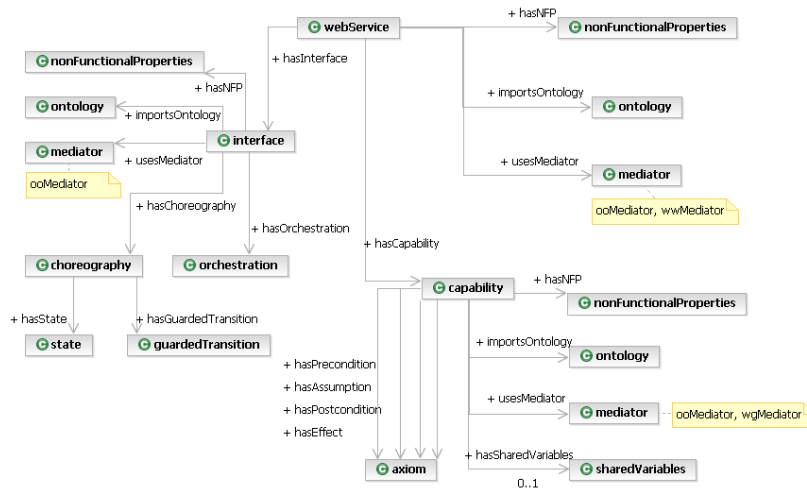 + hasNFP
webService
nonFunctionalProperties
+ hasInterface
nonFunctionalProperties
+ hasNFP
+ importsOntology
ontology
ontology
+ importsOntology
interface
mediator
+ usesMediator
+ usesMediator
mediator
ooMediator
ooMediator, wwMediator
+ hasChoreography
+ hasOrchestration
+ hasCapability
choreography
orchestration
+ hasNFP
capability
nonFunctionalProperties
+ hasState
+ hasGuardedTransition
state
guardedTransition
+ importsOntology
ontology
+ hasPrecondition
+ hasAssumption
+ hasPostcondition
+ hasEffect
+ usesMediator
mediator
ooMediator, wgMediator
+ hasSharedVariables
axiom
sharedVariables
0..1